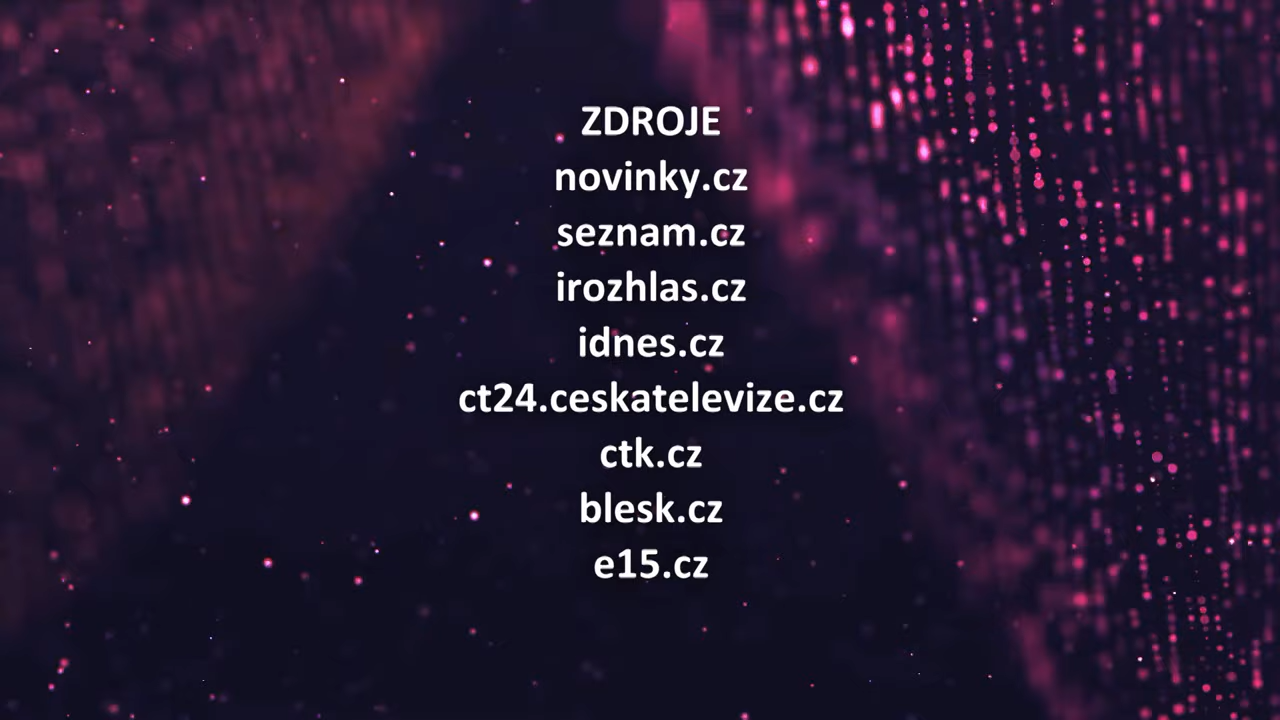 ZDROJE
novinky.cz
seznam.cz
irozhlas.cz
idnes.cz
ct24.ceskatelevize.cz
ctk.cz
blesk.cz
e15.cz